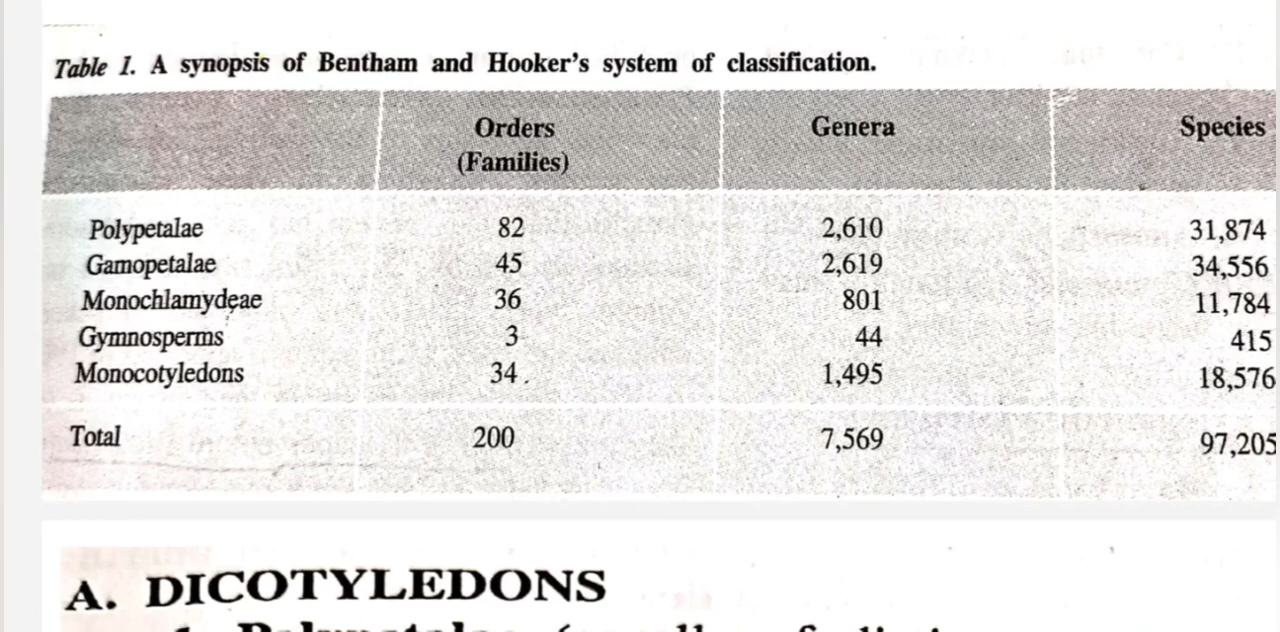 Table 1. A synopsis of Bentham and Hooker's system of classification.
Orders Genera Species
(Families)
Polypetalae 82 2,610 31,874
Gamopetalae 45 2,619 34,556
Monochlamydeae 36 801 11,784
Gymnosperms 3 44 415
Monocotyledons 34 1,495 18,576
Total 200 7,569 97,205
A. DICOTYLEDONS